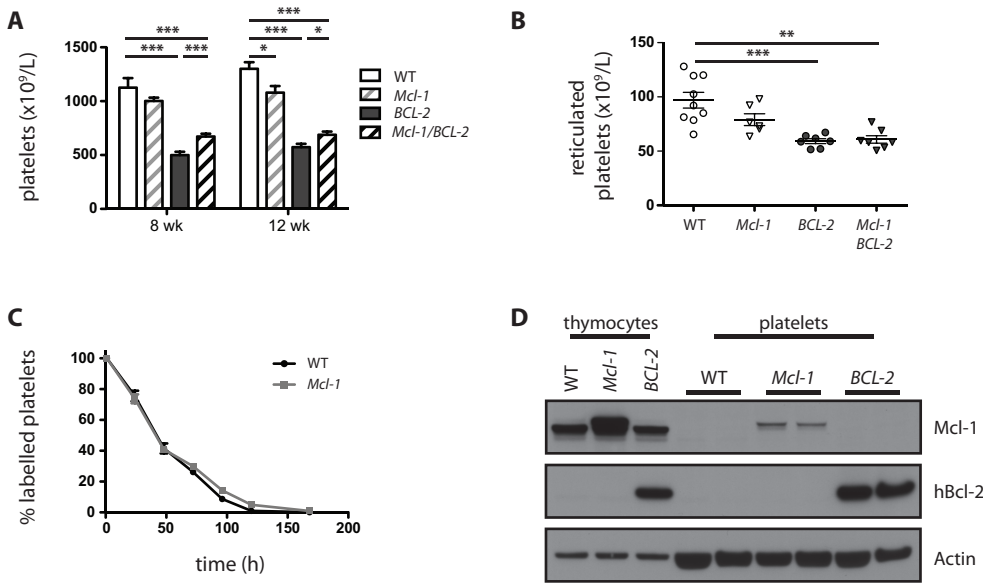 A
*** ***
*** *** *** *
*
platelets (x10⁹/L)
1500
1000
500
0
8 wk 12 wk
WT
Mcl-1
BCL-2
Mcl-1/BCL-2
B
**
***
reticulated
platelets (x10⁹/L)
150
100
50
0
WT Mcl-1 BCL-2 Mcl-1
BCL-2
C
% labelled platelets
100
80
60
40
20
0
0 50 100 150 200
time (h)
WT
Mcl-1
D
thymocytes platelets
WT Mcl-1 BCL-2 WT Mcl-1 BCL-2
Mcl-1
hBcl-2
Actin